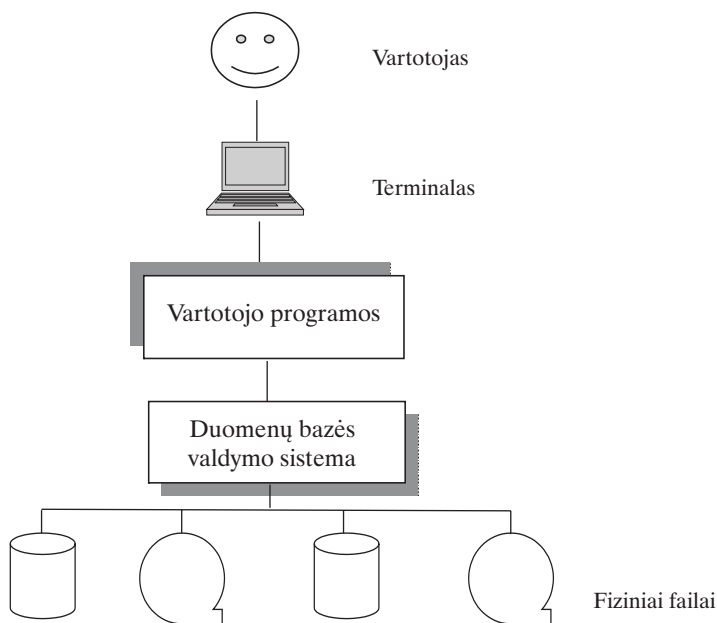 Vartotojas
Terminalas
Vartotojo programos
Duomenų bazės
valdymo sistema
Fiziniai failai